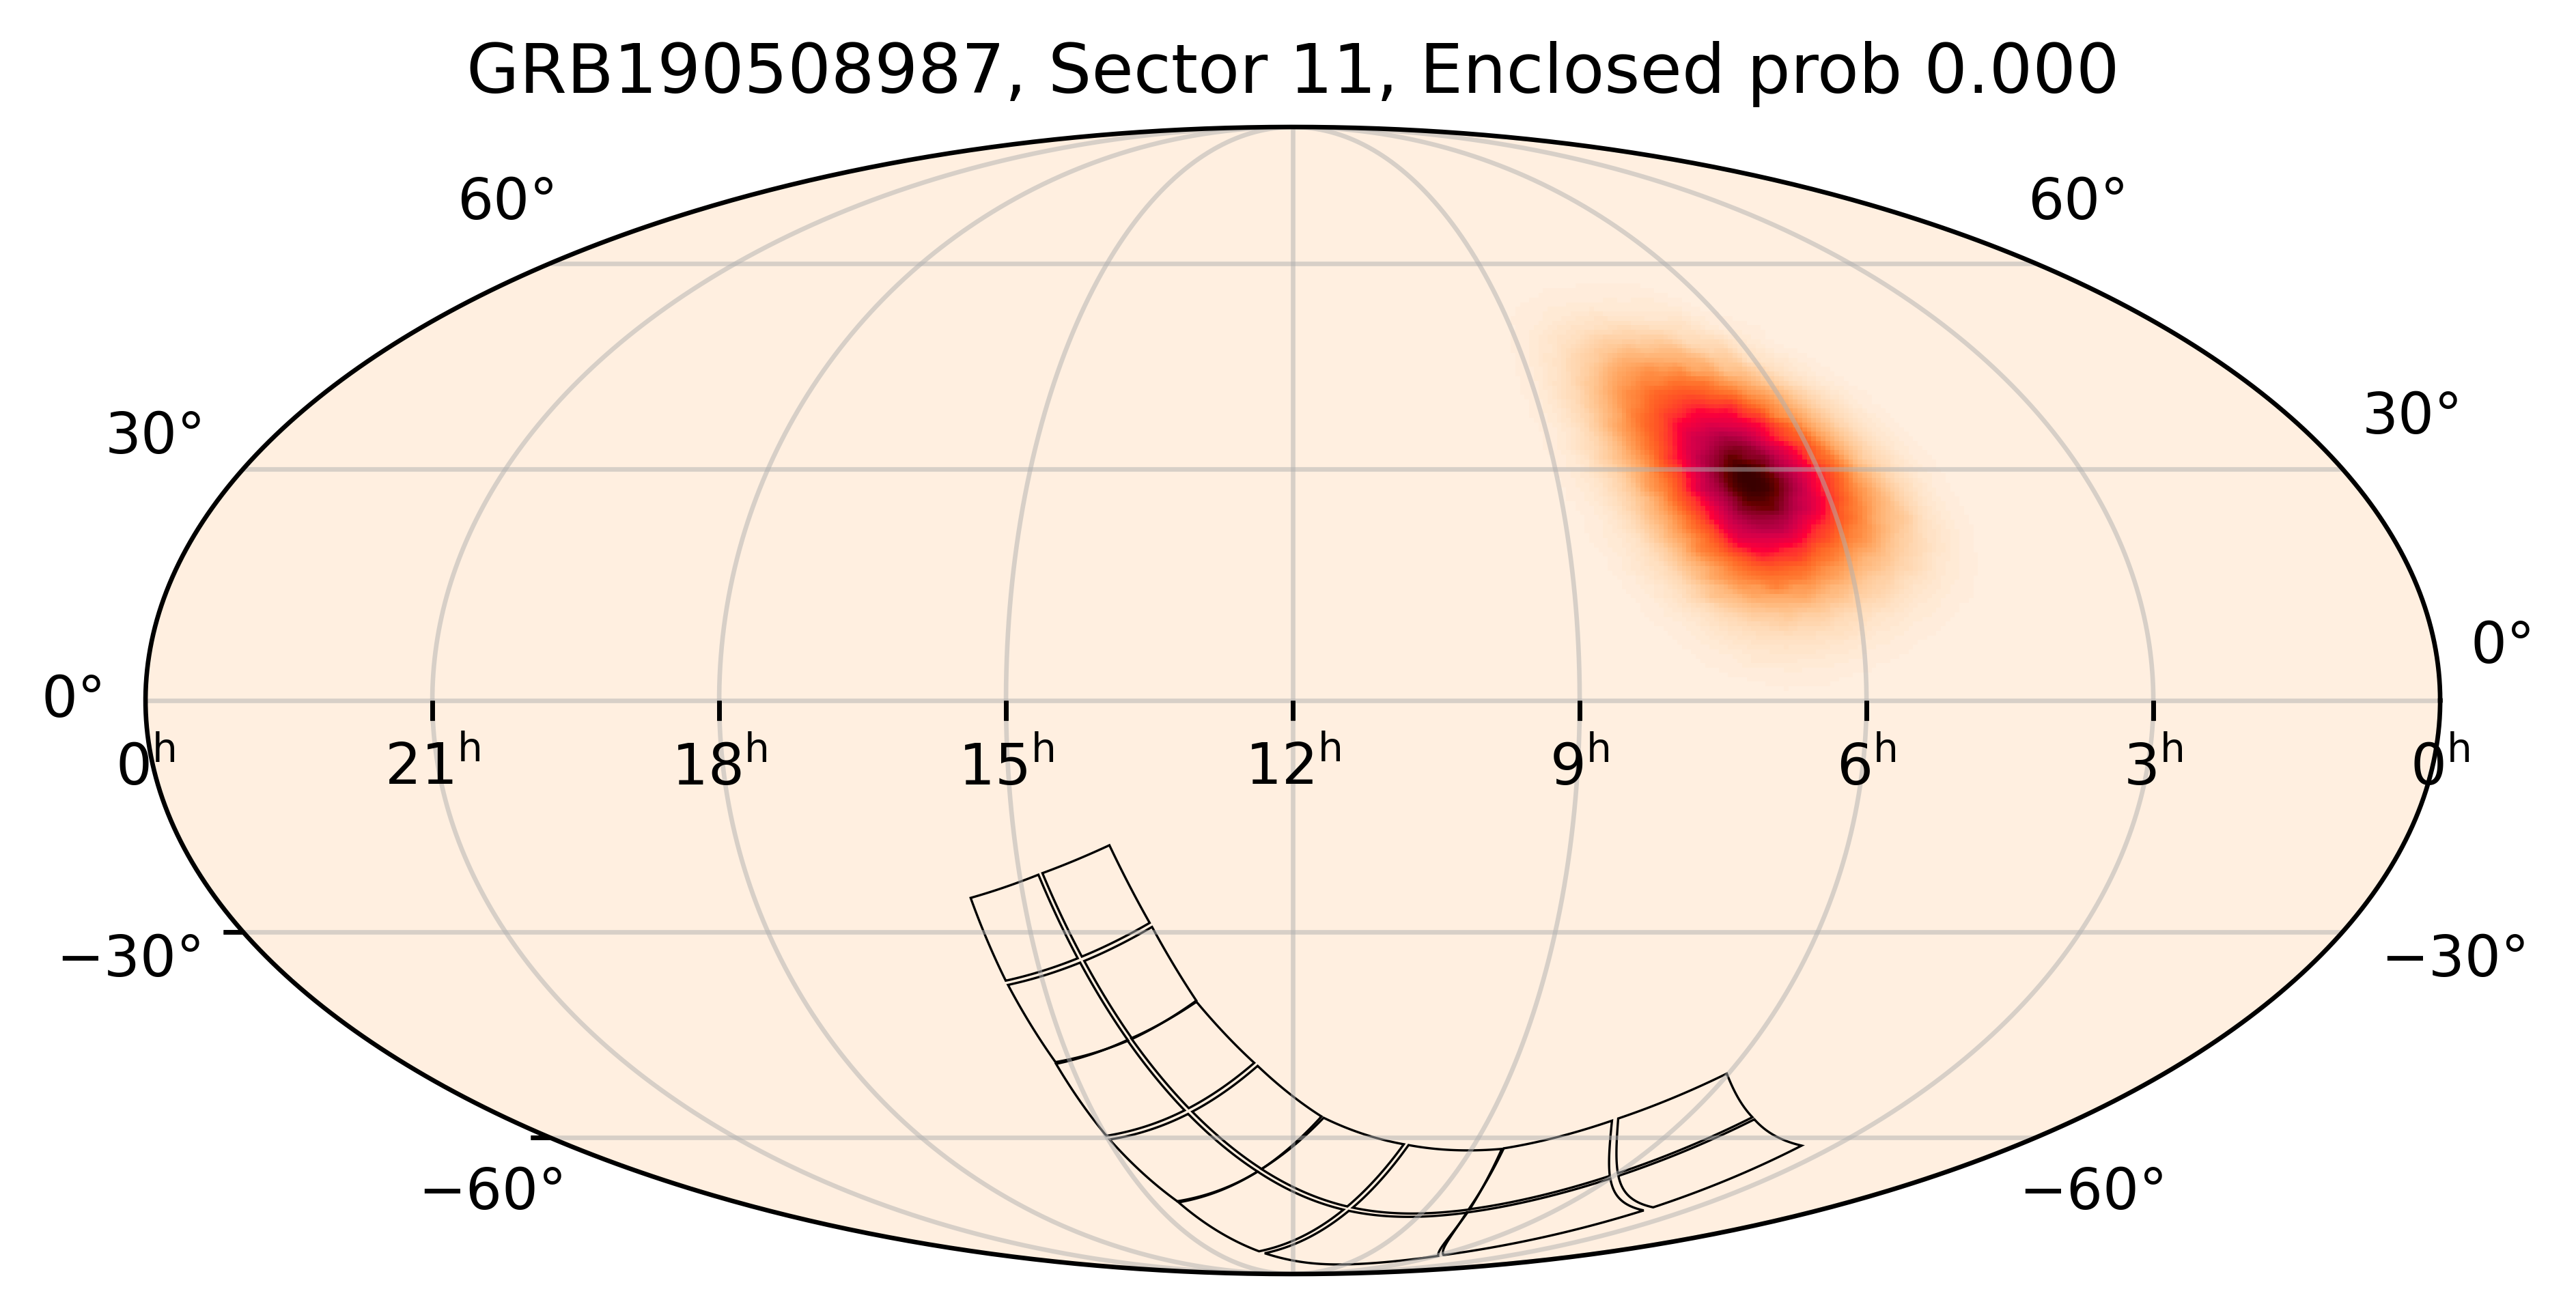 GRB190508987, Sector 11, Enclosed prob 0.000
60° 60°
30° 30°
0° 0°
0ʰ 21ʰ 18ʰ 15ʰ 12ʰ 9ʰ 6ʰ 3ʰ 0ʰ
−30° −30°
−60° −60°